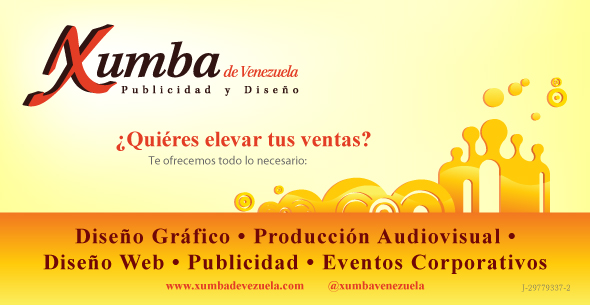 Xumba de Venezuela
Publicidad y Diseño
¿Quiéres elevar tus ventas?
Te ofrecemos todo lo necesario:
Diseño Gráfico • Producción Audiovisual •
Diseño Web • Publicidad • Eventos Corporativos
www.xumbadevezuela.com @xumbavenezuela
J-29779337-2